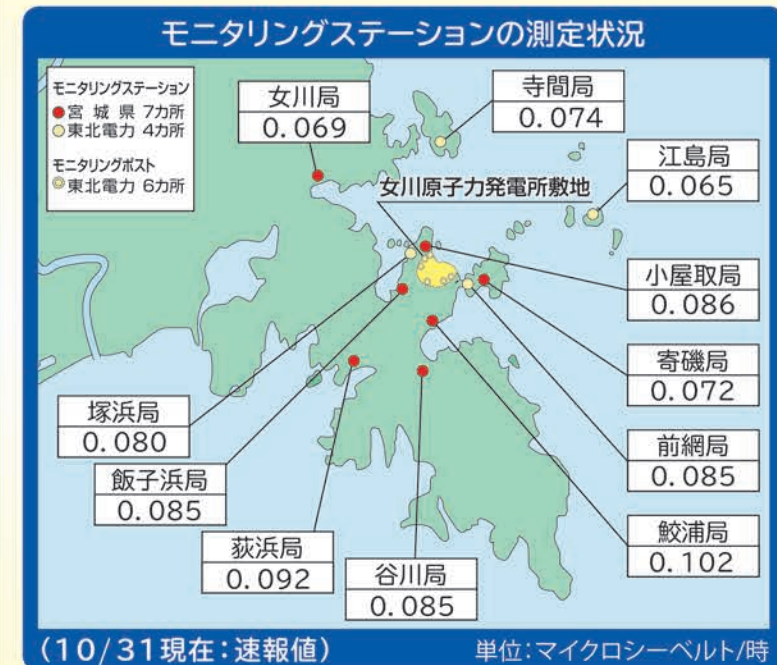 モニタリングステーションの測定状況
モニタリングステーション
宮城県 7カ所
東北電力 4カ所
モニタリングポスト
東北電力 6カ所
女川局
0.069
寺間局
0.074
江島局
0.065
女川原子力発電所敷地
小屋取局
0.086
寄磯局
0.072
前網局
0.085
鮫浦局
0.102
塚浜局
0.080
飯子浜局
0.085
荻浜局
0.092
谷川局
0.085
(10/31現在:速報値)
単位:マイクロシーベルト/時